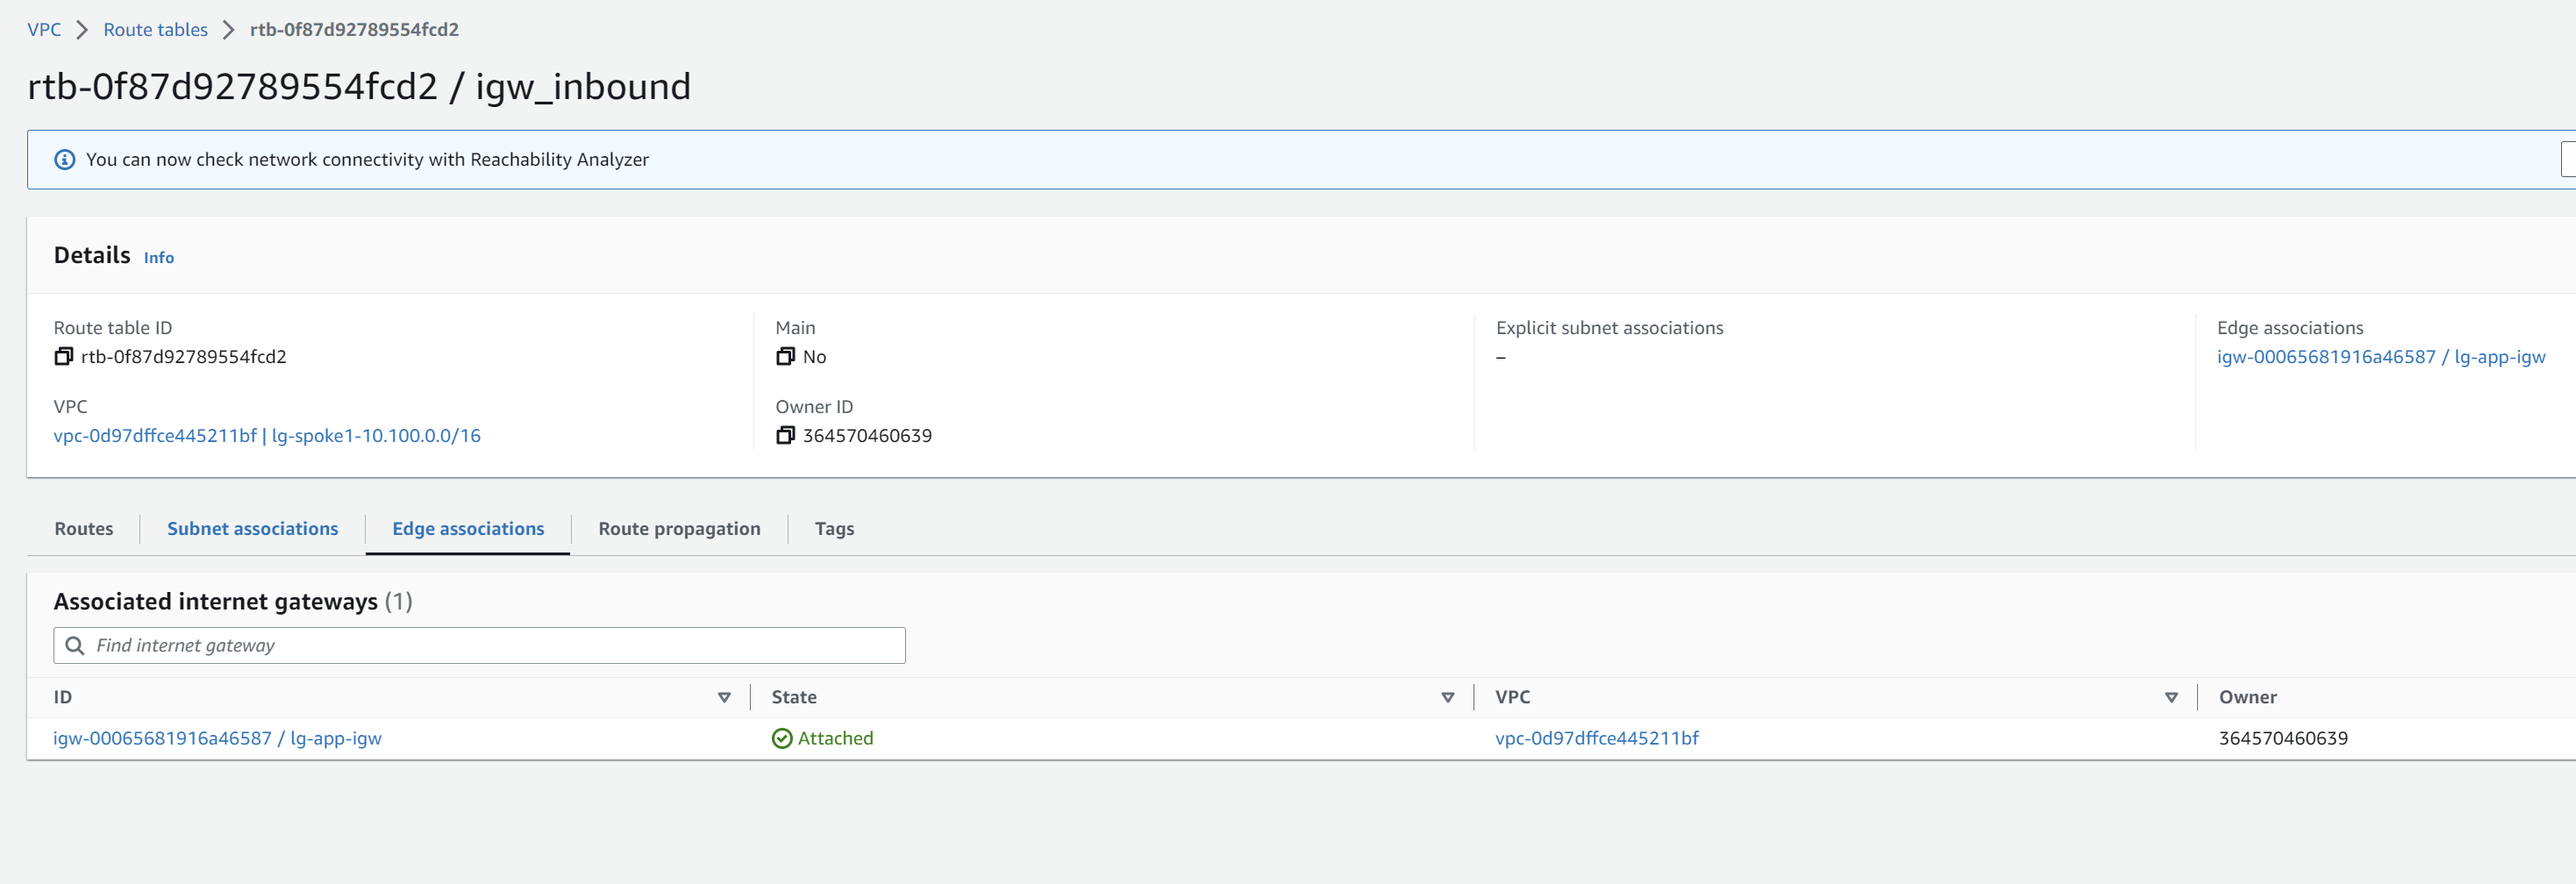 VPC > Route tables > rtb-0f87d92789554fcd2
rtb-0f87d92789554fcd2 / igw_inbound
You can now check network connectivity with Reachability Analyzer
Details Info
Route table ID
rtb-0f87d92789554fcd2
Main
No
Explicit subnet associations
–
Edge associations
igw-00065681916a46587 / lg-app-igw
VPC
vpc-0d97dffce445211bf | lg-spoke1-10.100.0.0/16
Owner ID
364570460639
Routes Subnet associations Edge associations Route propagation Tags
Associated internet gateways (1)
Find internet gateway
ID State VPC Owner
igw-00065681916a46587 / lg-app-igw Attached vpc-0d97dffce445211bf 364570460639